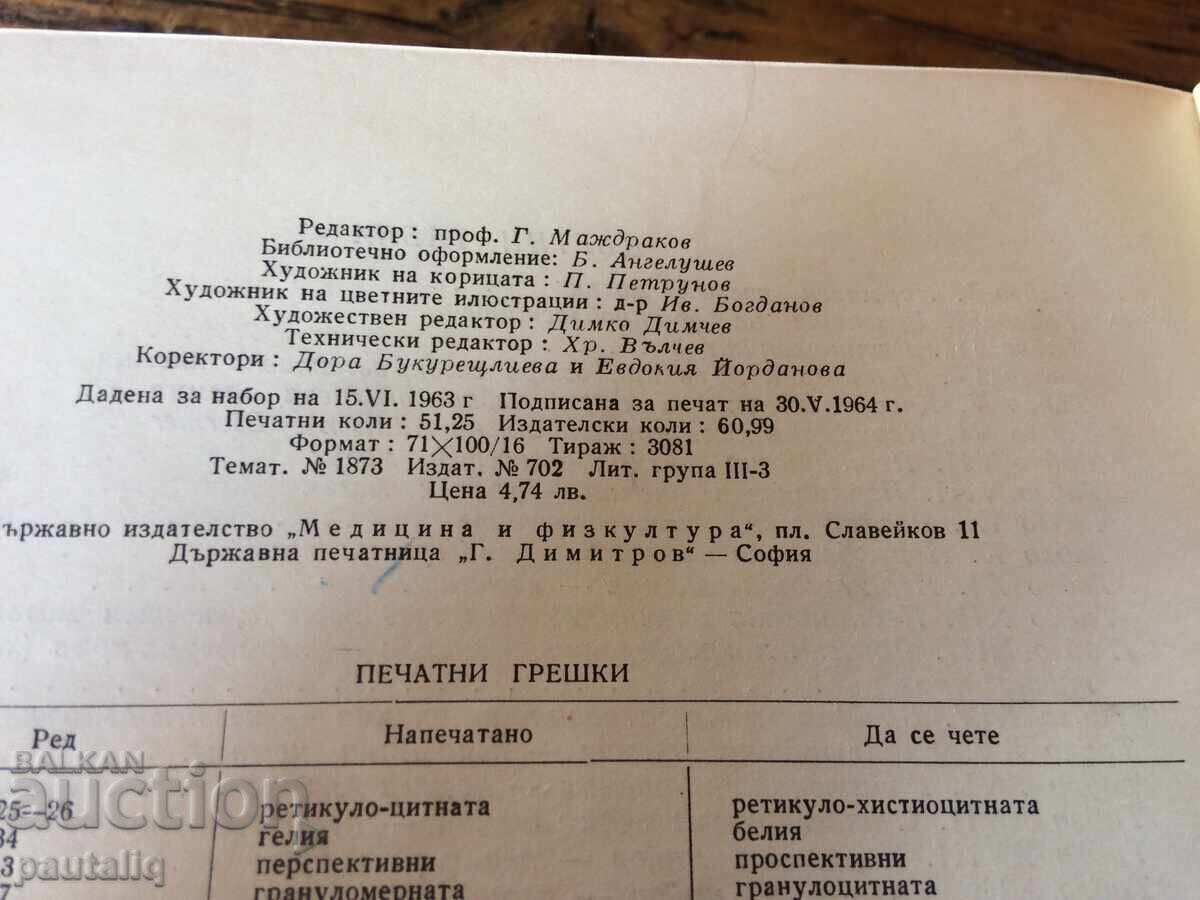 Редактор : проф. Г. Маждраков
Библиотечно оформление: Б. Ангелушев
Художник на корицата : П. Петрунов
Художник на цветните илюстрации : д-р Ив. Богданов
Художествен редактор : Димко Димчев
Технически редактор : Хр. Вълчев
Коректори : Дора Букурещлиева и Евдокия Йорданова
Дадена за набор на 15.VI. 1963 г Подписана за печат на 30.V.1964 г.
Печатни коли : 51,25 Издателски коли : 60,99
Формат : 71×100/16 Тираж : 3081
Темат. № 1873 Издат. № 702 Лит. група III-3
Цена 4,74 лв.
ържавно издателство „Медицина и физкултура“, пл. Славейков 11
Държавна печатница „Г. Димитров“ — София
ПЕЧАТНИ ГРЕШКИ
Ред Напечатано Да се чете
25—26 ретикуло-цитната ретикуло-хистиоцитната
34 гелия белия
3 перспективни проспективни
7 грануломерната гранулоцитната
BALKAN
auction
pautaliq